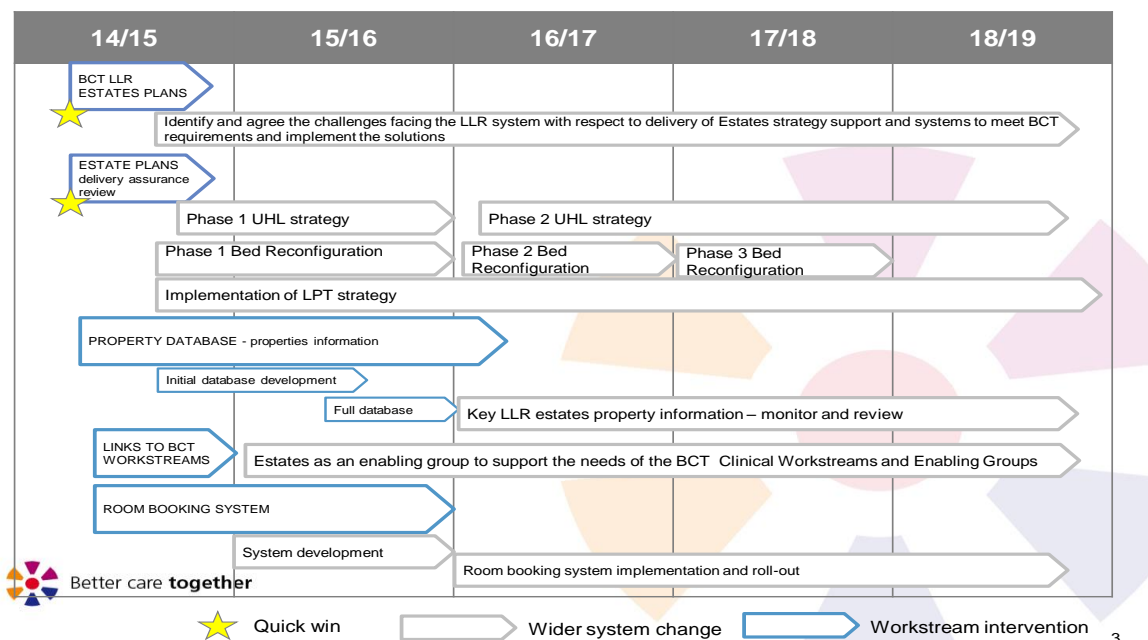 14/15 15/16 16/17 17/18 18/19
BCT LLR
ESTATES PLANS
Identify and agree the challenges facing the LLR system with respect to delivery of Estates strategy support and systems to meet BCT
requirements and implement the solutions
ESTATE PLANS
delivery assurance
review
Phase 1 UHL strategy
Phase 2 UHL strategy
Phase 1 Bed Reconfiguration
Phase 2 Bed
Reconfiguration
Phase 3 Bed
Reconfiguration
Implementation of LPT strategy
PROPERTY DATABASE - properties information
Initial database development
Full database
Key LLR estates property information – monitor and review
LINKS TO BCT
WORKSTREAMS
Estates as an enabling group to support the needs of the BCT Clinical Workstreams and Enabling Groups
ROOM BOOKING SYSTEM
System development
Room booking system implementation and roll-out
Better care together
Quick win
Wider system change
Workstream intervention
3